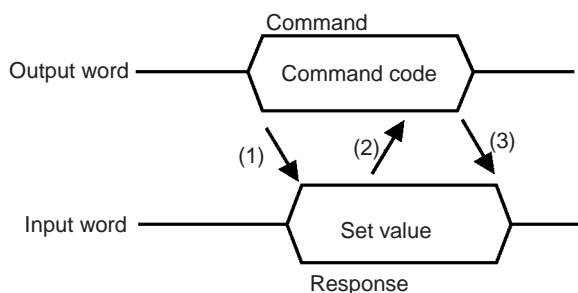 Command
Output word
Command code
(1)
(2)
(3)
Input word
Set value
Response